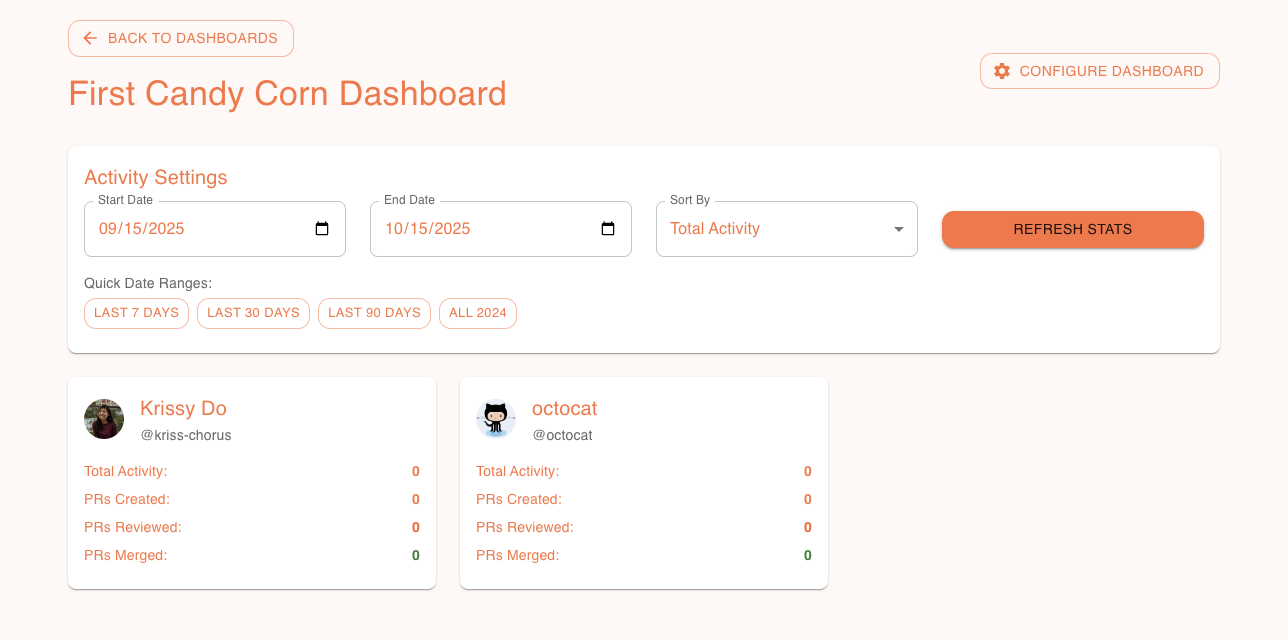 BACK TO DASHBOARDS
First Candy Corn Dashboard
CONFIGURE DASHBOARD
Activity Settings
Start Date
09/15/2025
End Date
10/15/2025
Sort By
Total Activity
REFRESH STATS
Quick Date Ranges:
LAST 7 DAYS LAST 30 DAYS LAST 90 DAYS ALL 2024
Krissy Do
@kriss-chorus
Total Activity: 0
PRs Created: 0
PRs Reviewed: 0
PRs Merged: 0
octocat
@octocat
Total Activity: 0
PRs Created: 0
PRs Reviewed: 0
PRs Merged: 0